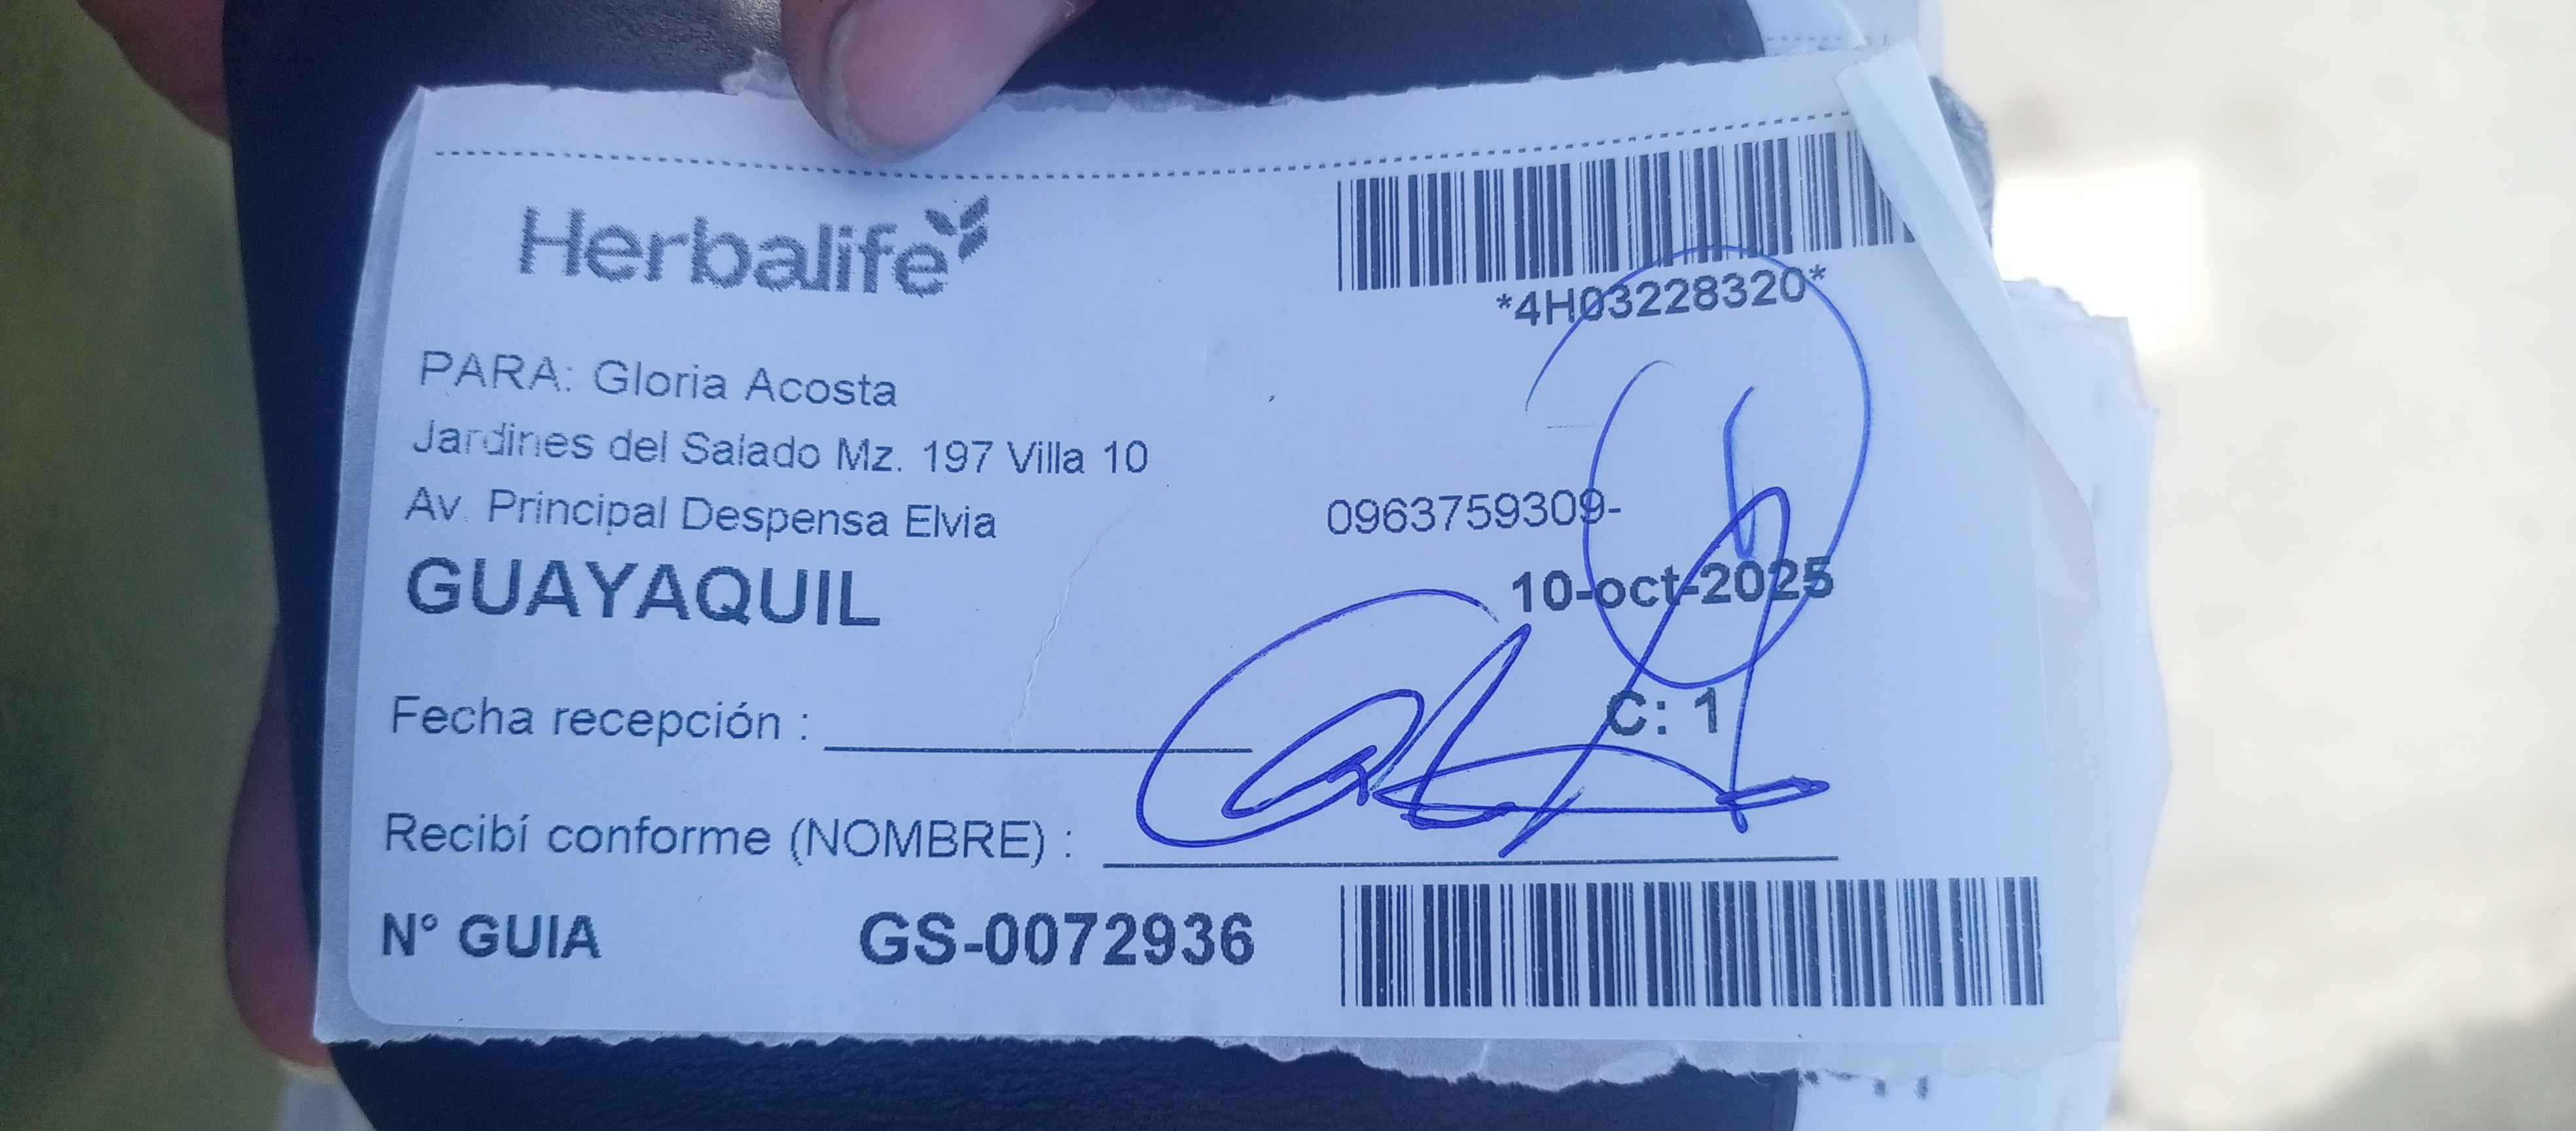 Herbalife
*4H03228320*
PARA: Gloria Acosta
Jardines del Salado Mz. 197 Villa 10
Av. Principal Despensa Elvia 0963759309-
GUAYAQUIL 10-oct-2025
Fecha recepción : C: 1
Recibí conforme (NOMBRE) :
N° GUIA GS-0072936